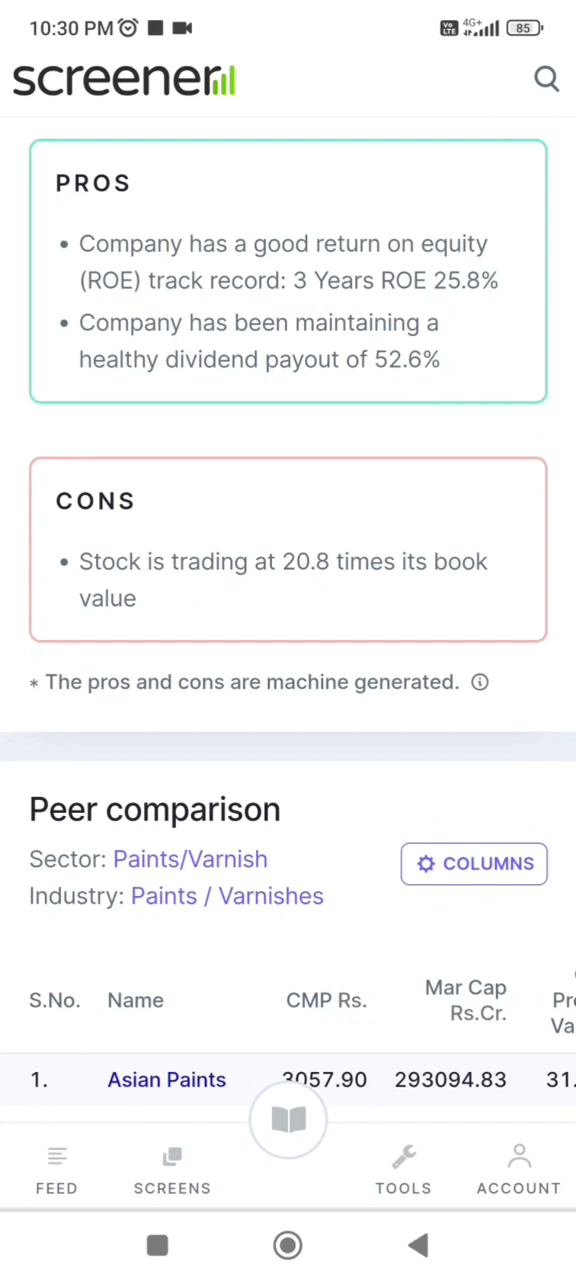 10:30 PM
Vo LTE 4G+ 85
screener
PROS
• Company has a good return on equity
(ROE) track record: 3 Years ROE 25.8%
• Company has been maintaining a
healthy dividend payout of 52.6%
CONS
• Stock is trading at 20.8 times its book
value
* The pros and cons are machine generated.
Peer comparison
Sector: Paints/Varnish
Industry: Paints / Varnishes
COLUMNS
S.No. Name CMP Rs. Mar Cap
Rs.Cr.
1. Asian Paints 3057.90 293094.83 31.
FEED SCREENS TOOLS ACCOUNT